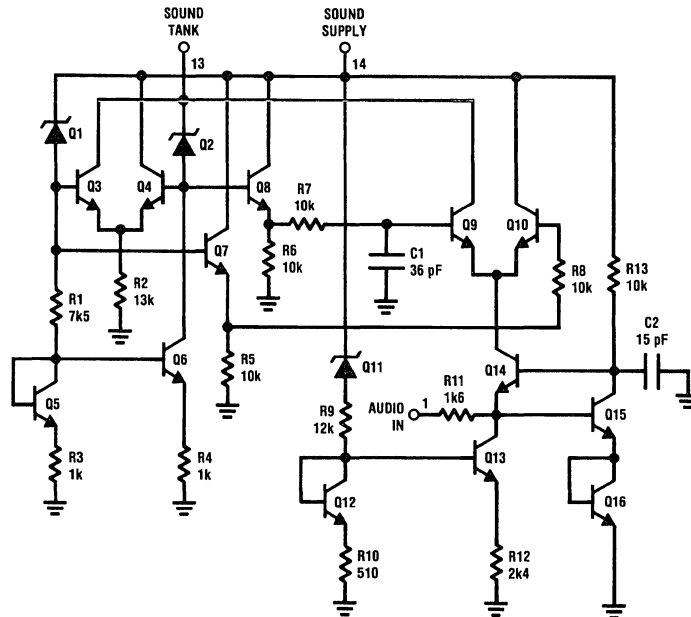 SOUND
TANK
13
SOUND
SUPPLY
14
Q1
Q2
Q3
Q4
Q8
R7
10k
Q9
Q10
Q7
R6
10k
C1
36 pF
R8
10k
R13
10k
R2
13k
R1
7k5
C2
15 pF
Q6
R5
10k
Q11
Q14
Q5
R9
12k
AUDIO
IN
1
R11
1k6
Q15
R3
1k
R4
1k
Q13
Q12
Q16
R10
510
R12
2k4